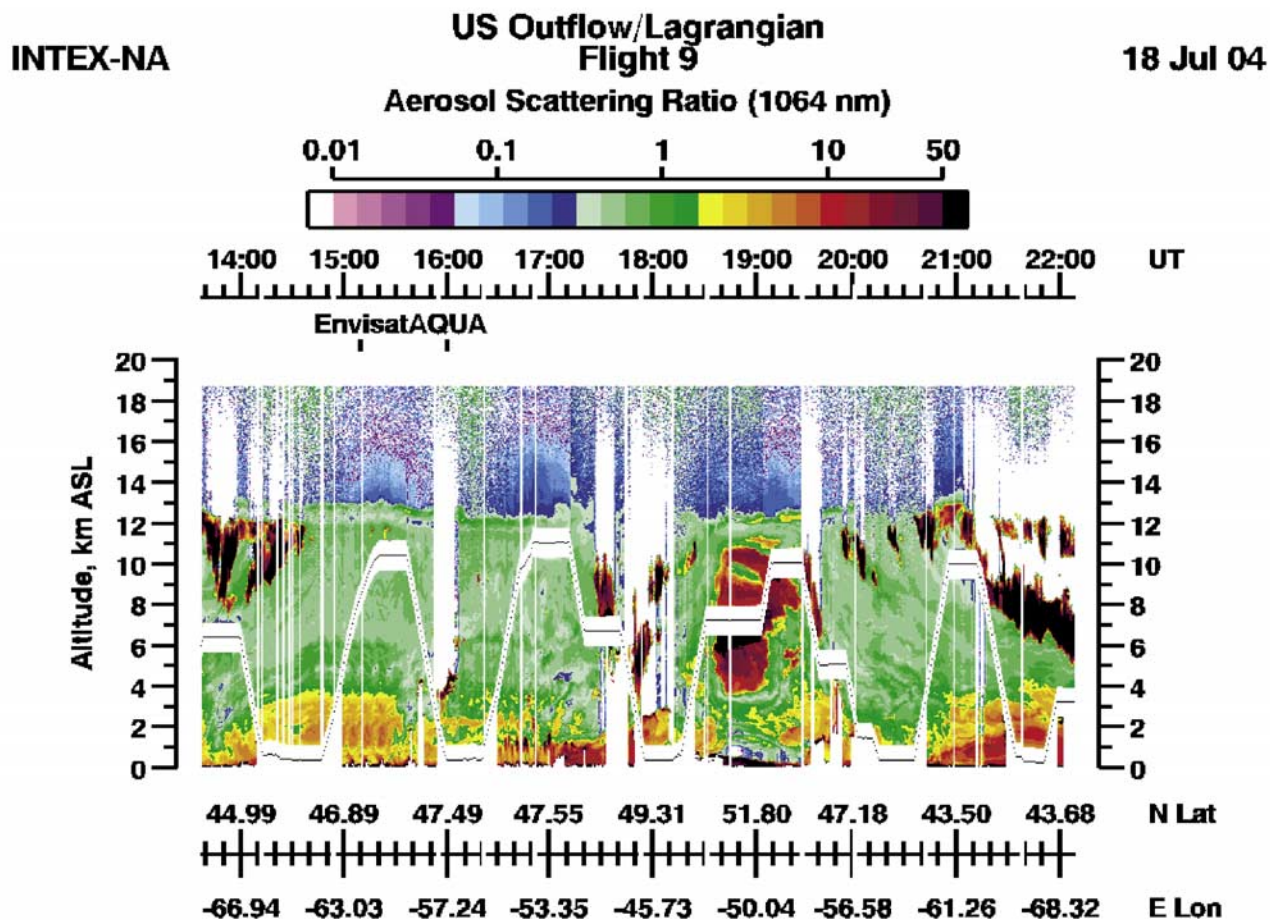 US Outflow/Lagrangian
INTEX-NA Flight 9 18 Jul 04
Aerosol Scattering Ratio (1064 nm)
0.01 0.1 1 10 50
14:00 15:00 16:00 17:00 18:00 19:00 20:00 21:00 22:00 UT
EnvisatAQUA
20 20
18 18
16 16
14 14
12 12
10 10
8 8
6 6
4 4
2 2
0 0
Altitude, km ASL
44.99 46.89 47.49 47.55 49.31 51.80 47.18 43.50 43.68 N Lat
-66.94 -63.03 -57.24 -53.35 -45.73 -50.04 -56.58 -61.26 -68.32 E Lon